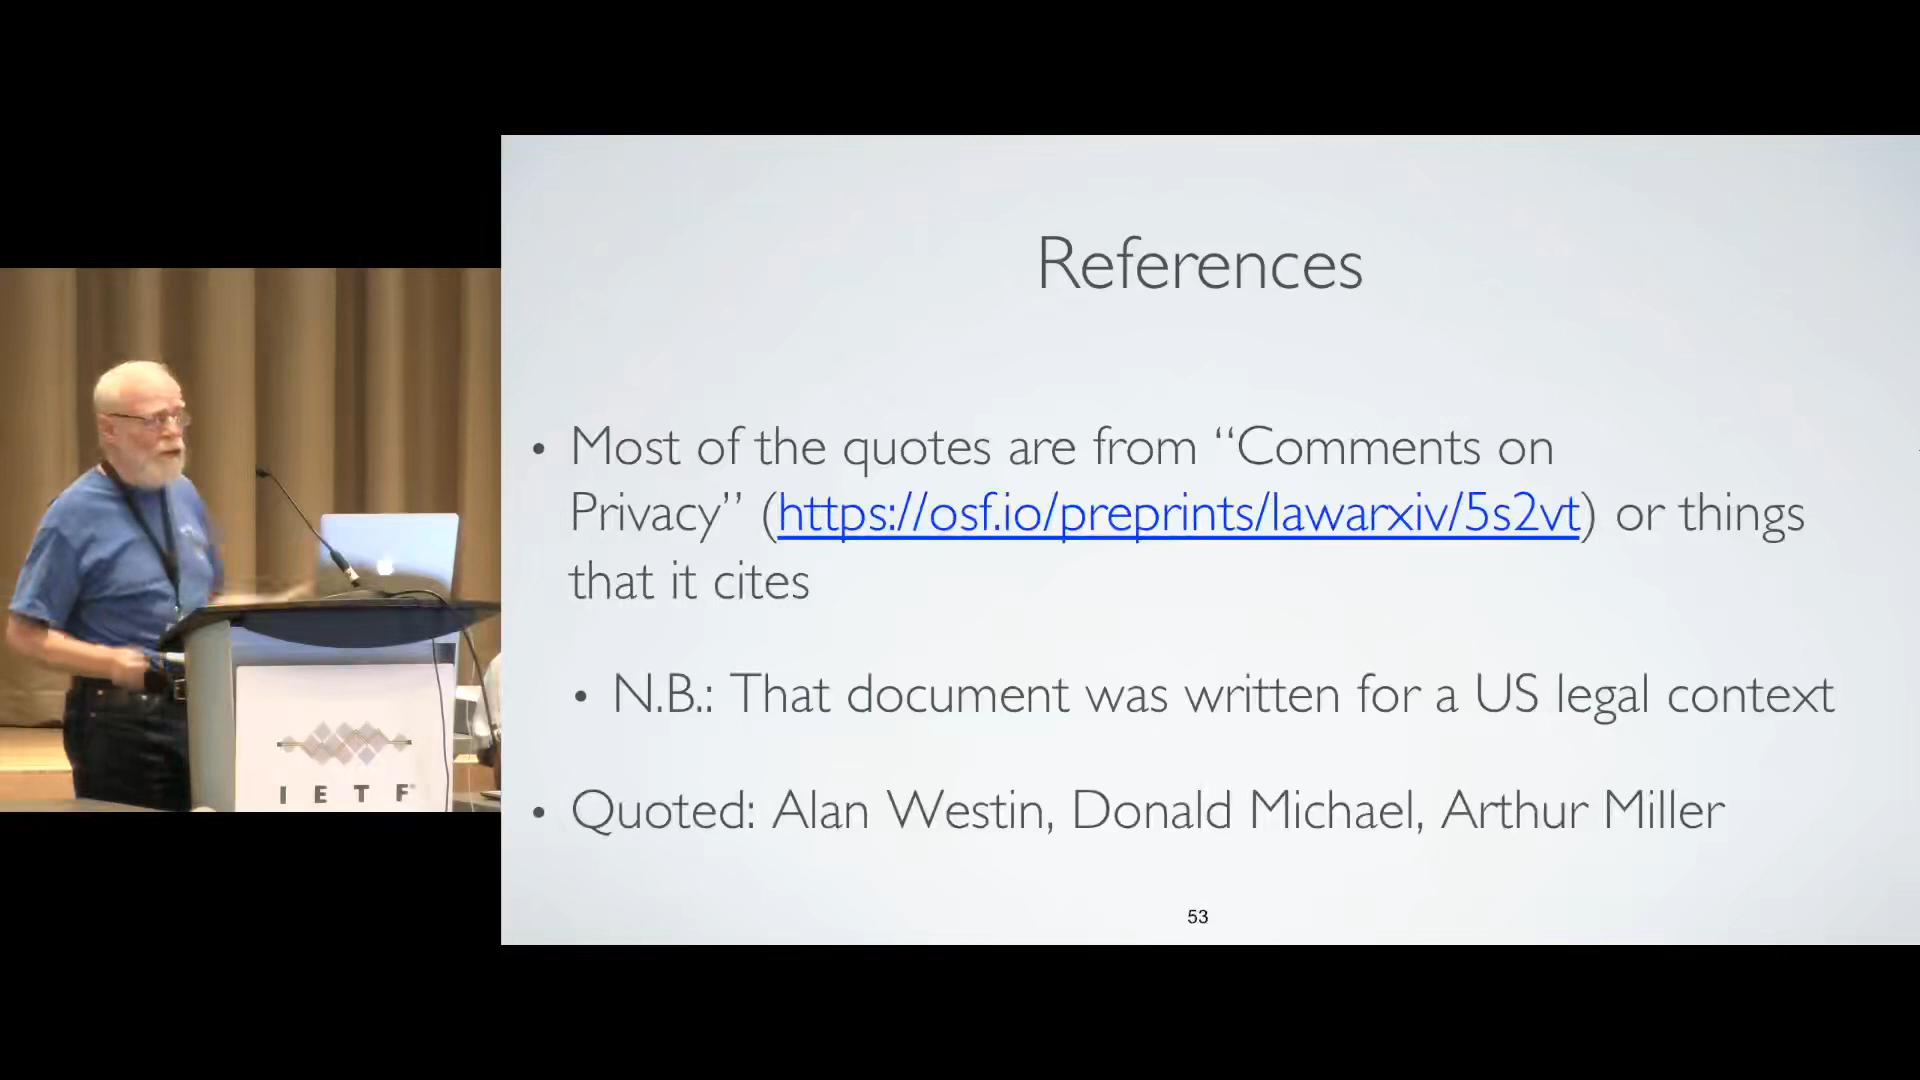 References
• Most of the quotes are from “Comments on
Privacy” (https://osf.io/preprints/lawarxiv/5s2vt) or things
that it cites
• N.B.: That document was written for a US legal context
• Quoted: Alan Westin, Donald Michael, Arthur Miller
53
I E T F